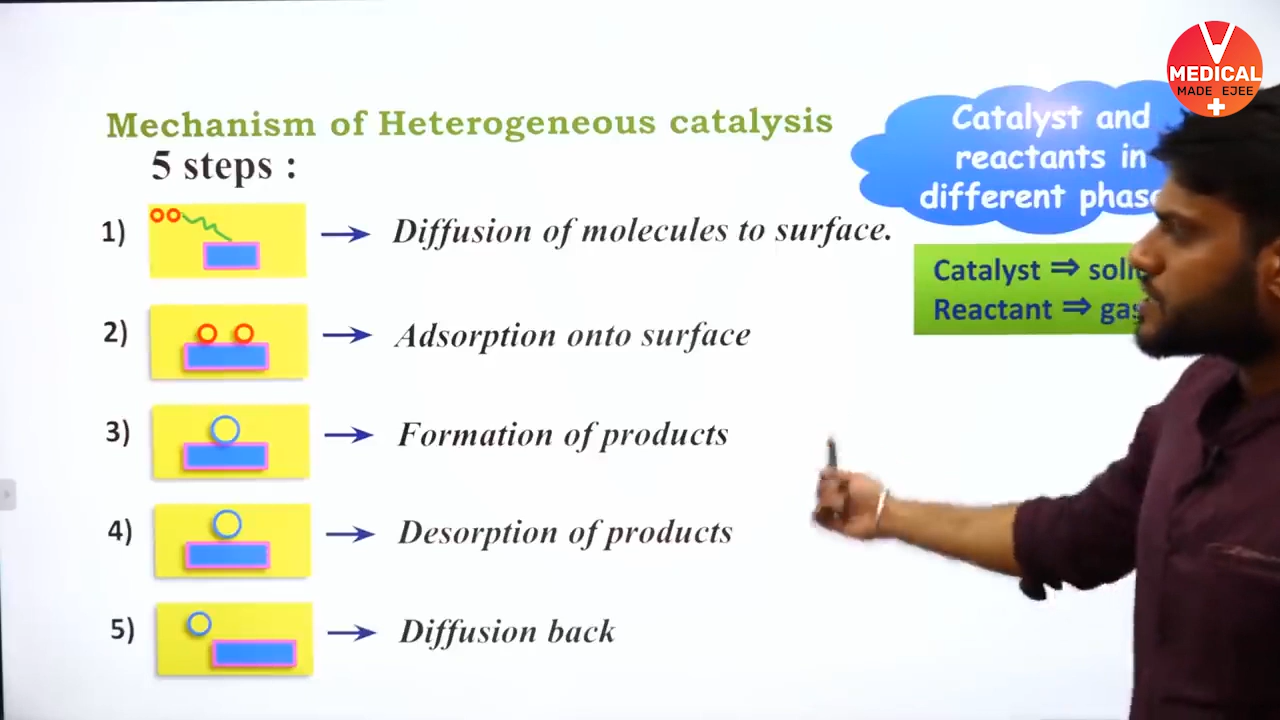 MEDICAL
MADE EJEE
Mechanism of Heterogeneous catalysis
5 steps :
Catalyst and
reactants in
different
Catalyst ⇒
Reactant ⇒
1) → Diffusion of molecules to surface.
2) → Adsorption onto surface
3) → Formation of products
4) → Desorption of products
5) → Diffusion back